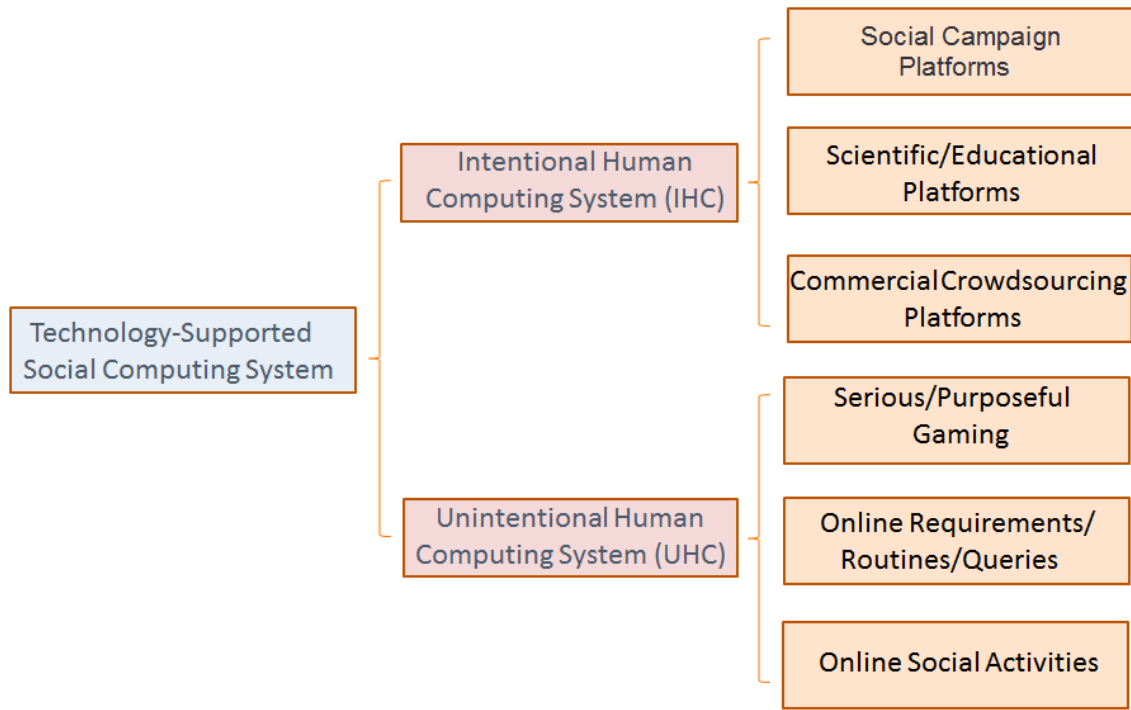 Technology-Supported
Social Computing System
Intentional Human
Computing System (IHC)
Social Campaign
Platforms
Scientific/Educational
Platforms
Commercial Crowdsourcing
Platforms
Unintentional Human
Computing System (UHC)
Serious/Purposeful
Gaming
Online Requirements/
Routines/Queries
Online Social Activities